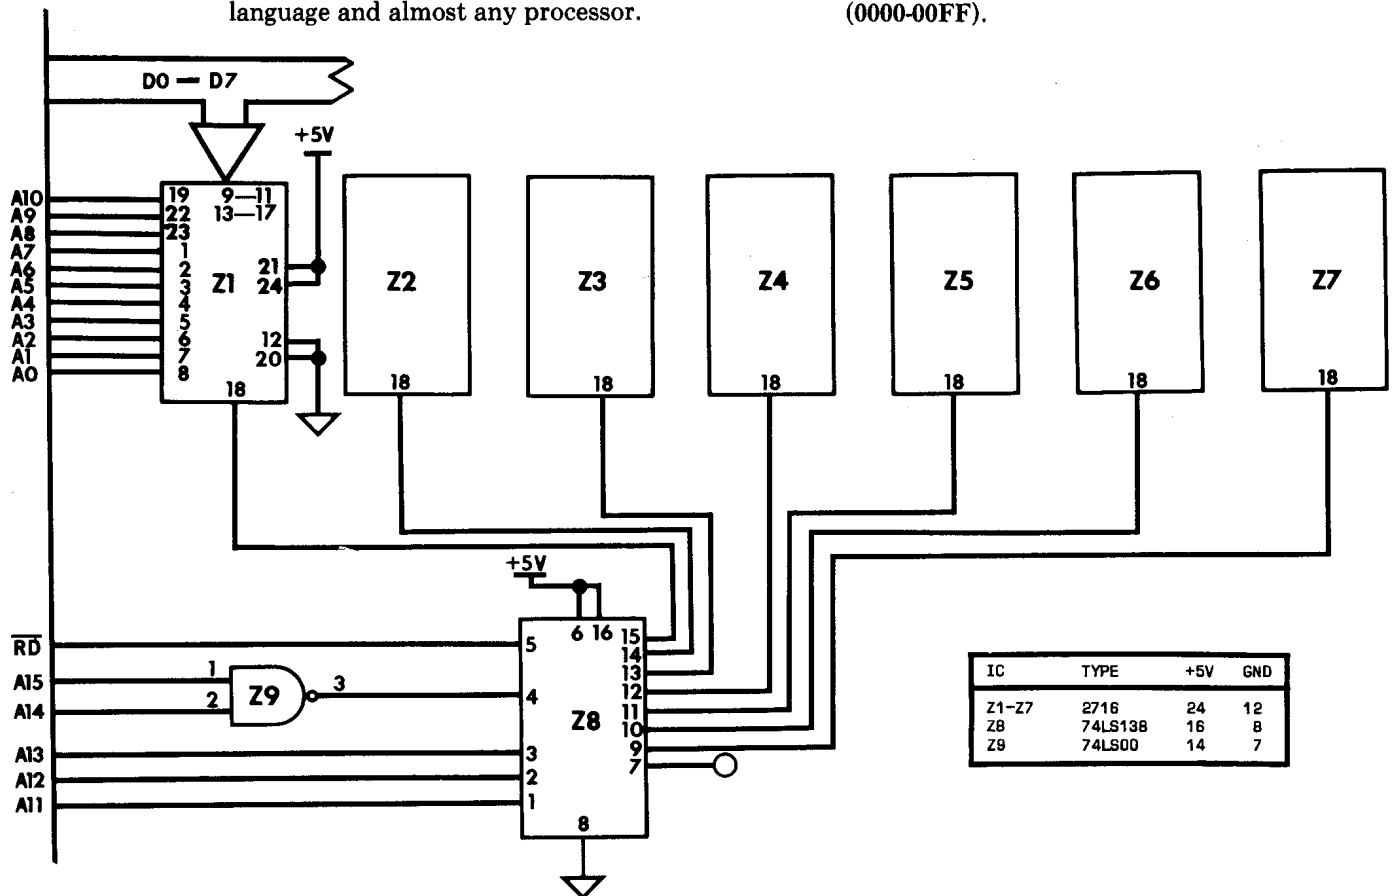 language and almost any processor.
(0000-00FF).
D0 — D7
+5V
A10
A9
A8
A7
A6
A5
A4
A3
A2
A1
A0
19 9—11
22 13—17
23
1
2
3
4
5
6
7
8
Z1
21
24
12
20
18
Z2
18
Z3
18
Z4
18
Z5
18
Z6
18
Z7
18
+5V
6 16
RD
A15
A14
A13
A12
A11
1
2
Z9
3
5
4
3
2
1
Z8
15
14
13
12
11
10
9
7
8
IC TYPE +5V GND
Z1-Z7 2716 24 12
Z8 74LS138 16 8
Z9 74LS00 14 7